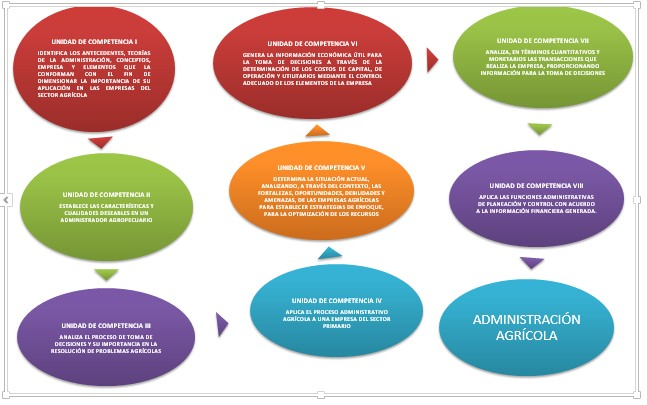 UNIDAD DE COMPETENCIA I
IDENTIFICA LOS ANTECEDENTES, TEORÍAS
DE LA ADMINISTRACIÓN, CONCEPTOS,
EMPRESA Y ELEMENTOS QUE LA
CONFORMAN CON EL FIN DE
DIMENSIONAR LA IMPORTANCIA DE SU
APLICACIÓN EN LAS EMPRESAS DEL
SECTOR AGRÍCOLA
UNIDAD DE COMPETENCIA II
ESTABLECE LAS CARACTERÍSTICAS Y
CUALIDADES DESEABLES EN UN
ADMINISTRADOR AGROPECUARIO
UNIDAD DE COMPETENCIA III
ANALIZA EL PROCESO DE TOMA DE
DECISIONES Y SU IMPORTANCIA EN LA
RESOLUCIÓN DE PROBLEMAS AGRÍCOLAS
UNIDAD DE COMPETENCIA IV
APLICA EL PROCESO ADMINISTRATIVO
AGRÍCOLA A UNA EMPRESA DEL SECTOR
PRIMARIO
UNIDAD DE COMPETENCIA V
DETERMINA LA SITUACIÓN ACTUAL,
ANALIZANDO, A TRAVÉS DEL CONTEXTO, LAS
FORTALEZAS, OPORTUNIDADES, DEBILIDADES Y
AMENAZAS, DE LAS EMPRESAS AGRÍCOLAS
PARA ESTABLECER ESTRATEGIAS DE ENFOQUE,
PARA LA OPTIMIZACIÓN DE LOS RECURSOS
UNIDAD DE COMPETENCIA VI
GENERA LA INFORMACIÓN ECONÓMICA ÚTIL PARA
LA TOMA DE DECISIONES A TRAVÉS DE LA
DETERMINACIÓN DE LOS COSTOS DE CAPITAL, DE
OPERACIÓN Y UTILITARIOS MEDIANTE EL CONTROL
ADECUADO DE LOS ELEMENTOS DE LA EMPRESA
UNIDAD DE COMPETENCIA VII
ANALIZA, EN TÉRMINOS CUANTITATIVOS Y
MONETARIOS LAS TRANSACCIONES QUE
REALIZA LA EMPRESA, PROPORCIONANDO
INFORMACIÓN PARA LA TOMA DE DECISIONES
UNIDAD DE COMPETENCIA VIII
APLICA LAS FUNCIONES ADMINISTRATIVAS
DE PLANEACIÓN Y CONTROL CON ACUERDO
A LA INFORMACIÓN FINANCIERA GENERADA.
ADMINISTRACIÓN
AGRÍCOLA